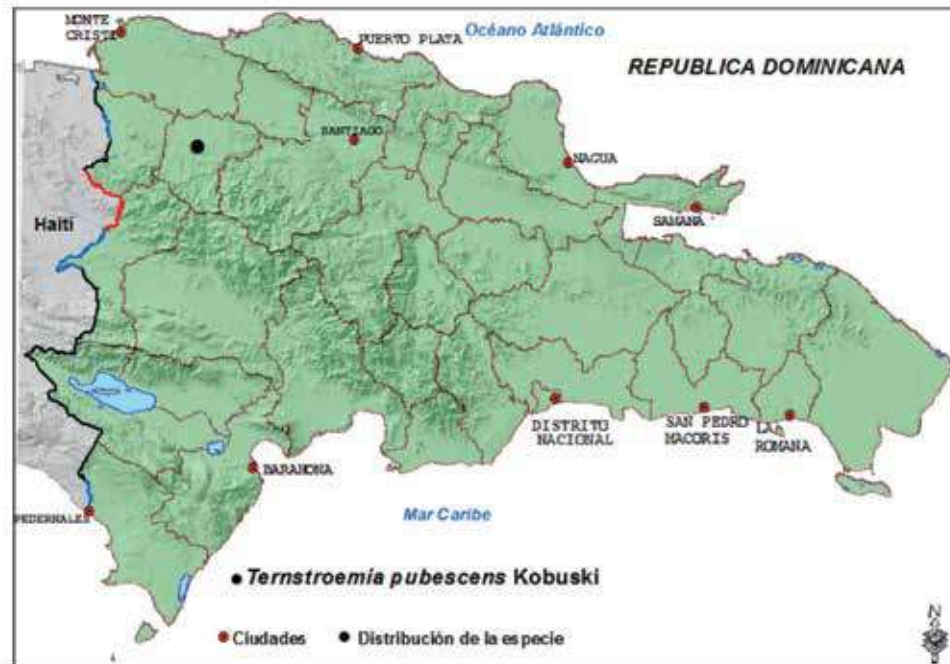 MONTE
CRISTI
PUERTO PLATA
Océano Atlántico
REPUBLICA DOMINICANA
SANTIAGO
NAGUA
SAMANA
Haití
DISTRITO
NACIONAL
SAN PEDRO
MACORIS
LA
ROMANA
BARAHONA
PEDERNALES
Mar Caribe
Ternstroemia pubescens Kobuski
Ciudades
Distribución de la especie
N